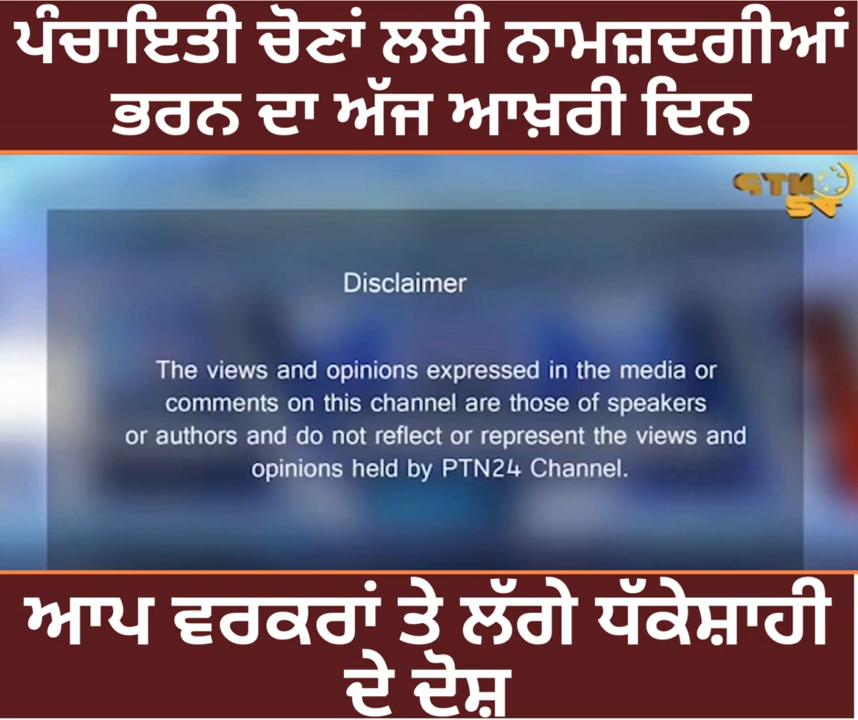 ਪੰਚਾਇਤੀ ਚੋਣਾਂ ਲਈ ਨਾਮਜ਼ਦਗੀਆਂ
ਭਰਨ ਦਾ ਅੱਜ ਆਖ਼ਰੀ ਦਿਨ
Disclaimer
The views and opinions expressed in the media or
comments on this channel are those of speakers
or authors and do not reflect or represent the views and
opinions held by PTN24 Channel.
ਆਪ ਵਰਕਰਾਂ ਤੇ ਲੱਗੇ ਧੱਕੇਸ਼ਾਹੀ
ਦੇ ਦੋਸ਼